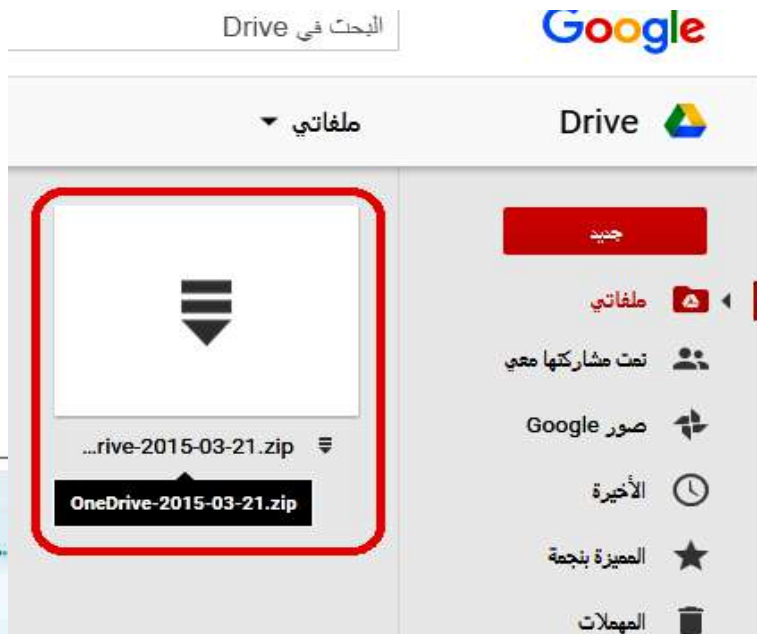 Google
البحث في Drive
Drive
ملفاتي
جديد
ملفاتي
تمت مشاركتها معي
صور Google
الأخيرة
المميزة بنجمة
المهملات
...rive-2015-03-21.zip
OneDrive-2015-03-21.zip